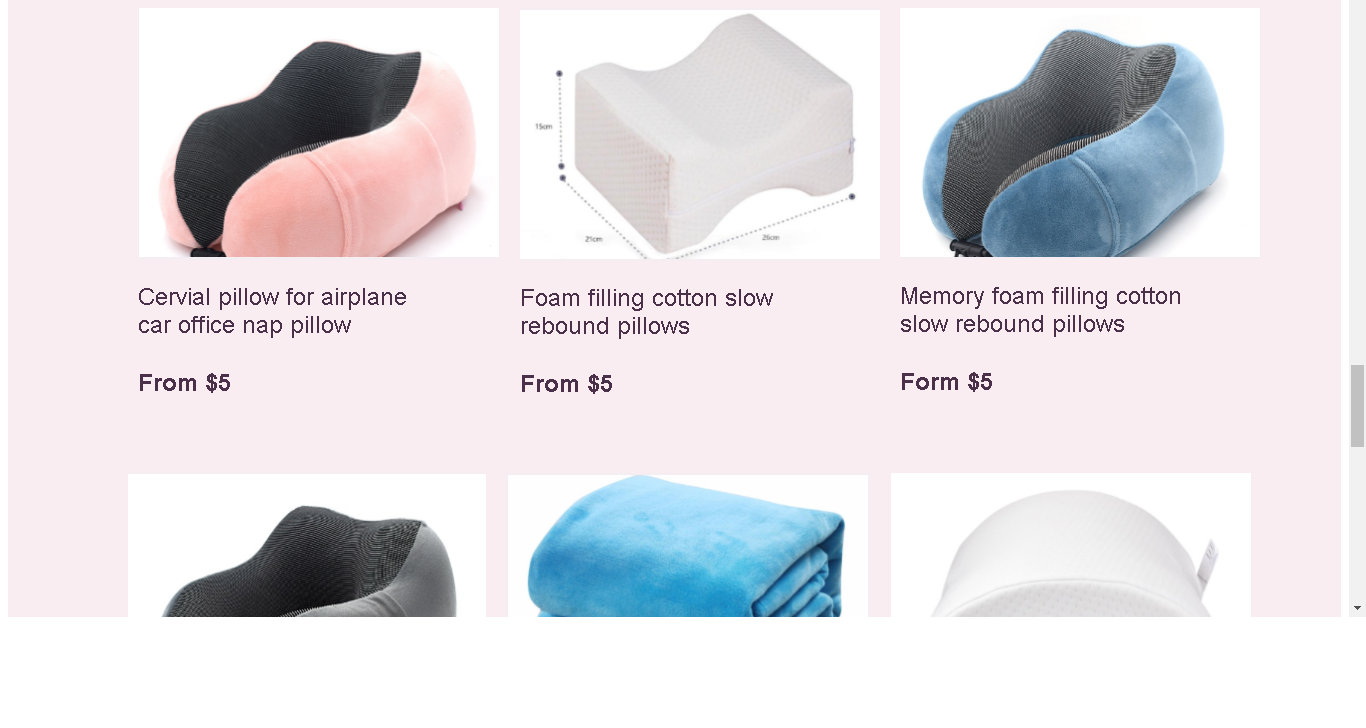 15cm
21cm
26cm
Cervial pillow for airplane
car office nap pillow
From $5
Foam filling cotton slow
rebound pillows
From $5
Memory foam filling cotton
slow rebound pillows
Form $5